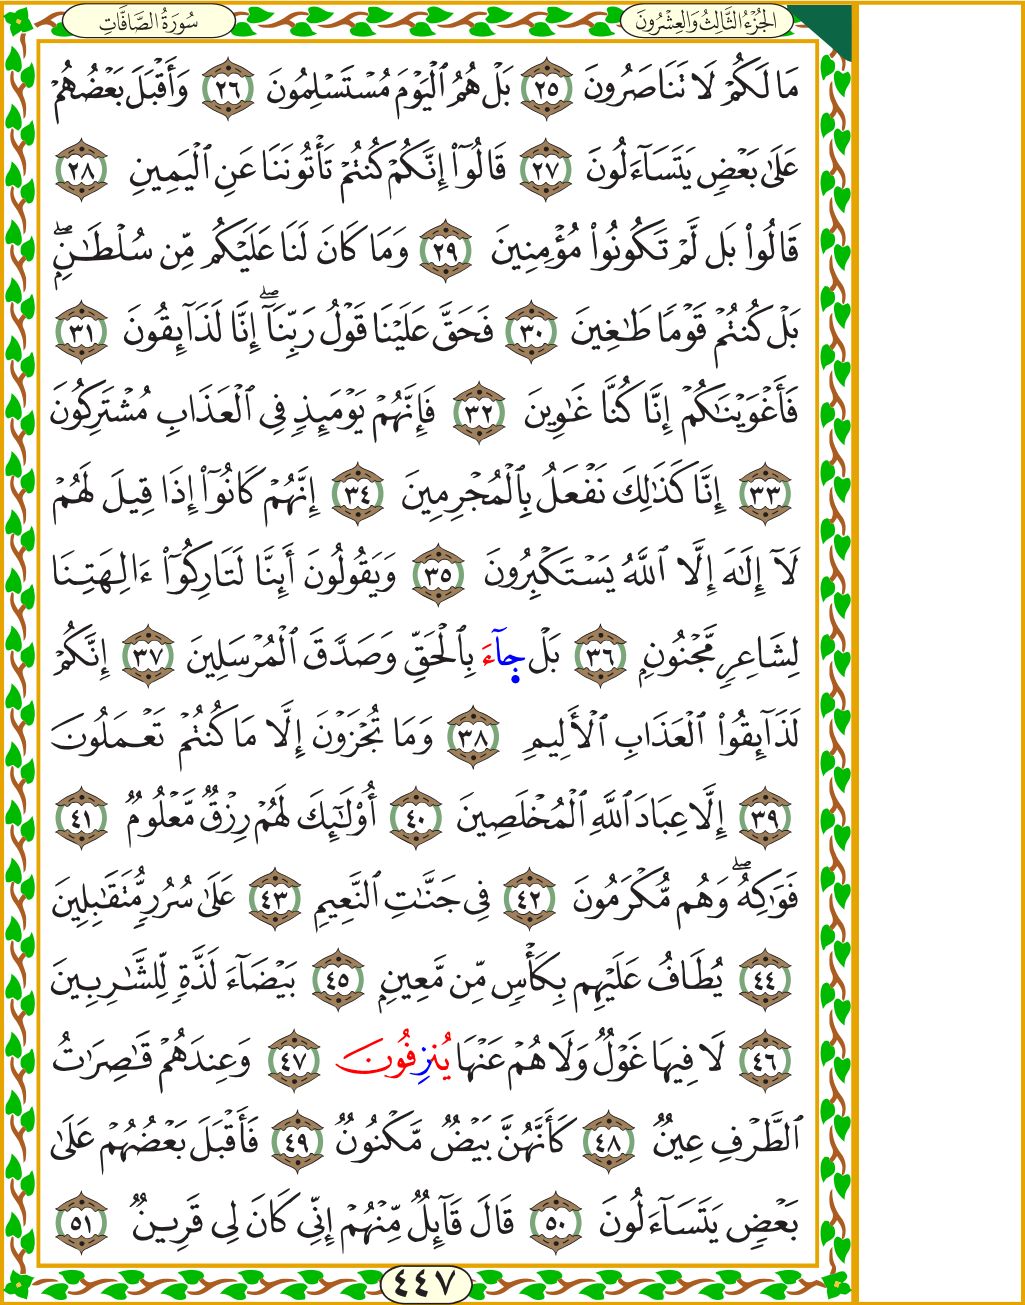 الجُزْءُ الثَّالِثُ وَالعِشْرُونَ
سُورَةُ الصَّافَّاتِ
مَا لَكُمْ لَا تَنَاصَرُونَ ٢٥ بَلْ هُمُ ٱلْيَوْمَ مُسْتَسْلِمُونَ ٢٦ وَأَقْبَلَ بَعْضُهُمْ
عَلَىٰ بَعْضٍ يَتَسَآءَلُونَ ٢٧ قَالُوٓاْ إِنَّكُمْ كُنتُمْ تَأْتُونَنَا عَنِ ٱلْيَمِينِ ٢٨
قَالُواْ بَل لَّمْ تَكُونُواْ مُؤْمِنِينَ ٢٩ وَمَا كَانَ لَنَا عَلَيْكُم مِّن سُلْطَـٰنٍۭۖ
بَلْ كُنتُمْ قَوْمًا طَـٰغِينَ ٣٠ فَحَقَّ عَلَيْنَا قَوْلُ رَبِّنَآۖ إِنَّا لَذَآئِقُونَ ٣١
فَأَغْوَيْنَـٰكُمْ إِنَّا كُنَّا غَـٰوِينَ ٣٢ فَإِنَّهُمْ يَوْمَئِذٍ فِي ٱلْعَذَابِ مُشْتَرِكُونَ
٣٣ إِنَّا كَذَٰلِكَ نَفْعَلُ بِٱلْمُجْرِمِينَ ٣٤ إِنَّهُمْ كَانُوٓاْ إِذَا قِيلَ لَهُمْ
لَآ إِلَـٰهَ إِلَّا ٱللَّهُ يَسْتَكْبِرُونَ ٣٥ وَيَقُولُونَ أَئِنَّا لَتَارِكُوٓاْ ءَالِهَتِنَا
لِشَاعِرٍ مَّجْنُونٍۭ ٣٦ بَلْ جَآءَ بِٱلْحَقِّ وَصَدَّقَ ٱلْمُرْسَلِينَ ٣٧ إِنَّكُمْ
لَذَآئِقُواْ ٱلْعَذَابِ ٱلْأَلِيمِ ٣٨ وَمَا تُجْزَوْنَ إِلَّا مَا كُنتُمْ تَعْمَلُونَ
٣٩ إِلَّا عِبَادَ ٱللَّهِ ٱلْمُخْلَصِينَ ٤٠ أُوْلَـٰٓئِكَ لَهُمْ رِزْقٌ مَّعْلُومٌ ٤١
فَوَٰكِهُۖ وَهُم مُّكْرَمُونَ ٤٢ فِي جَنَّـٰتِ ٱلنَّعِيمِ ٤٣ عَلَىٰ سُرُرٍ مُّتَقَـٰبِلِينَ
٤٤ يُطَافُ عَلَيْهِم بِكَأْسٍ مِّن مَّعِينٍۭ ٤٥ بَيْضَآءَ لَذَّةٍ لِّلشَّـٰرِبِينَ
٤٦ لَا فِيهَا غَوْلٌ وَلَا هُمْ عَنْهَا يُنزِفُونَ ٤٧ وَعِندَهُمْ قَـٰصِرَٰتُ
ٱلطَّرْفِ عِينٌ ٤٨ كَأَنَّهُنَّ بَيْضٌ مَّكْنُونٌ ٤٩ فَأَقْبَلَ بَعْضُهُمْ عَلَىٰ
بَعْضٍ يَتَسَآءَلُونَ ٥٠ قَالَ قَآئِلٌ مِّنْهُمْ إِنِّي كَانَ لِي قَرِينٌ ٥١
٤٤٧